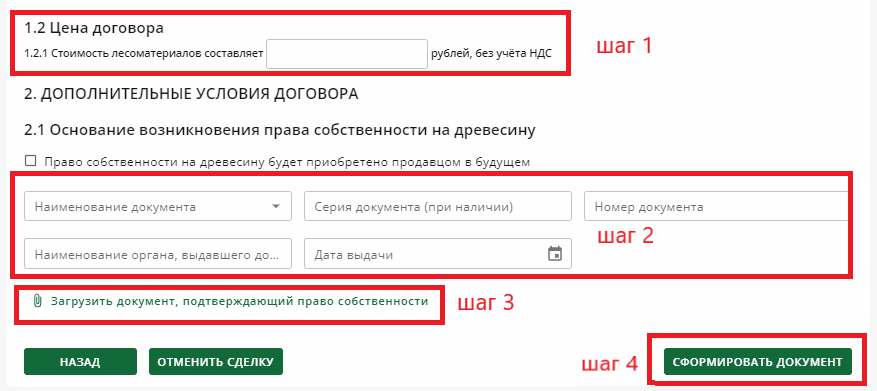 1.2 Цена договора
1.2.1 Стоимость лесоматериалов составляет рублей, без учёта НДС
шаг 1
2. ДОПОЛНИТЕЛЬНЫЕ УСЛОВИЯ ДОГОВОРА
2.1 Основание возникновения права собственности на древесину
Право собственности на древесину будет приобретено продавцом в будущем
Наименование документа Серия документа (при наличии) Номер документа
шаг 2
Наименование органа, выдавшего до... Дата выдачи
Загрузить документ, подтверждающий право собственности
шаг 3
НАЗАД ОТМЕНИТЬ СДЕЛКУ шаг 4 СФОРМИРОВАТЬ ДОКУМЕНТ